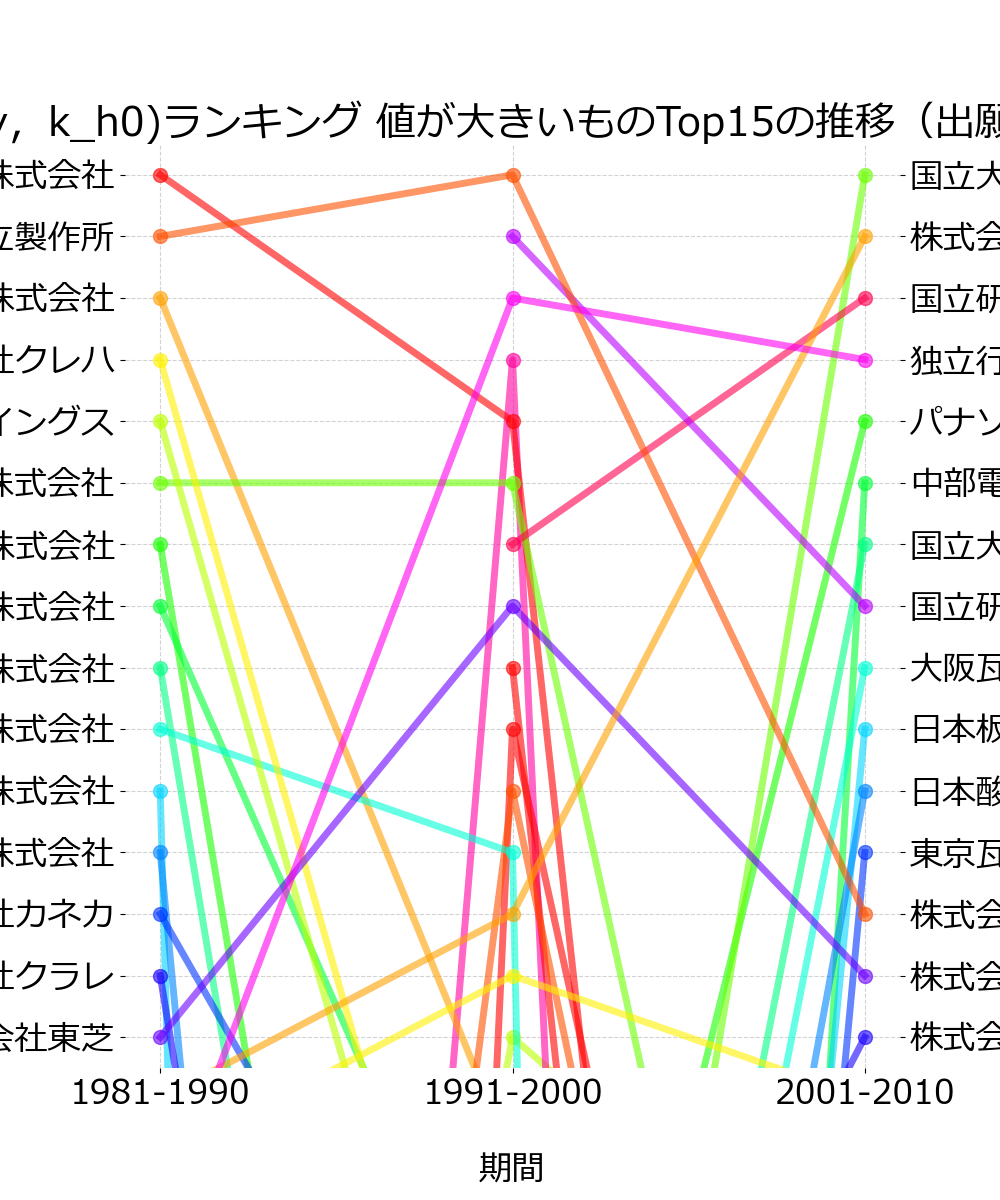 y, k_h0)ランキング 値が大きいものTop15の推移（出願
株式会社
立製作所
株式会社
社クレハ
イングス
株式会社
株式会社
株式会社
株式会社
株式会社
株式会社
株式会社
社カネカ
社クラレ
会社東芝
国立大
株式会
国立研
独立行
パナソ
中部電
国立大
国立研
大阪瓦
日本板
日本酸
東京瓦
株式会
株式会
株式会
1981-1990
1991-2000
2001-2010
期間